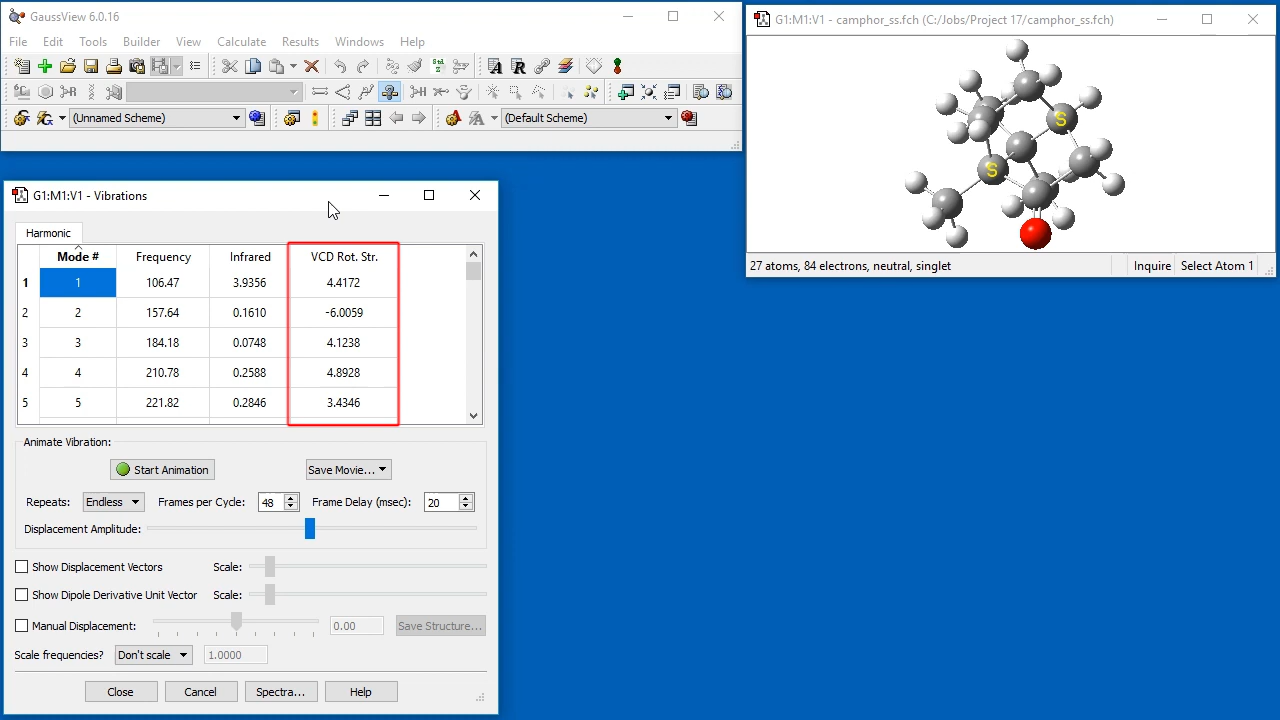 GaussView 6.0.16
File Edit Tools Builder View Calculate Results Windows Help
(Unnamed Scheme) (Default Scheme)
G1:M1:V1 - camphor_ss.fch (C:/Jobs/Project 17/camphor_ss.fch)
S
S
27 atoms, 84 electrons, neutral, singlet Inquire Select Atom 1
G1:M1:V1 - Vibrations
Harmonic
Mode # Frequency Infrared VCD Rot. Str.
1 1 106.47 3.9356 4.4172
2 2 157.64 0.1610 -6.0059
3 3 184.18 0.0748 4.1238
4 4 210.78 0.2588 4.8928
5 5 221.82 0.2846 3.4346
Animate Vibration:
Start Animation Save Movie...
Repeats: Endless Frames per Cycle: 48 Frame Delay (msec): 20
Displacement Amplitude:
Show Displacement Vectors Scale:
Show Dipole Derivative Unit Vector Scale:
Manual Displacement: 0.00 Save Structure...
Scale frequencies? Don't scale 1.0000
Close Cancel Spectra... Help